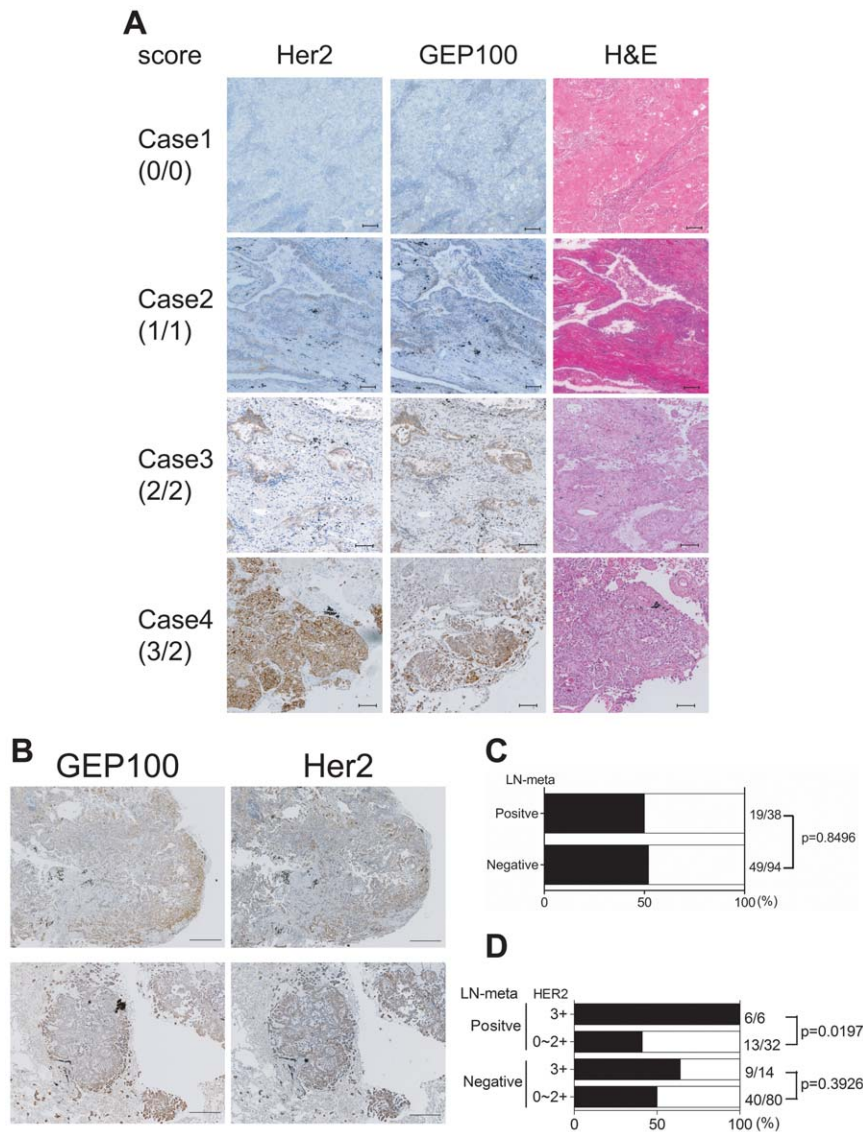 A
score Her2 GEP100 H&E
Case1
(0/0)
Case2
(1/1)
Case3
(2/2)
Case4
(3/2)
B
GEP100 Her2
C
LN-meta
Positve 19/38
p=0.8496
Negative 49/94
0 50 100 (%)
D
LN-meta HER2
3+ 6/6
Positve p=0.0197
0~2+ 13/32
3+ 9/14
Negative p=0.3926
0~2+ 40/80
0 50 100 (%)